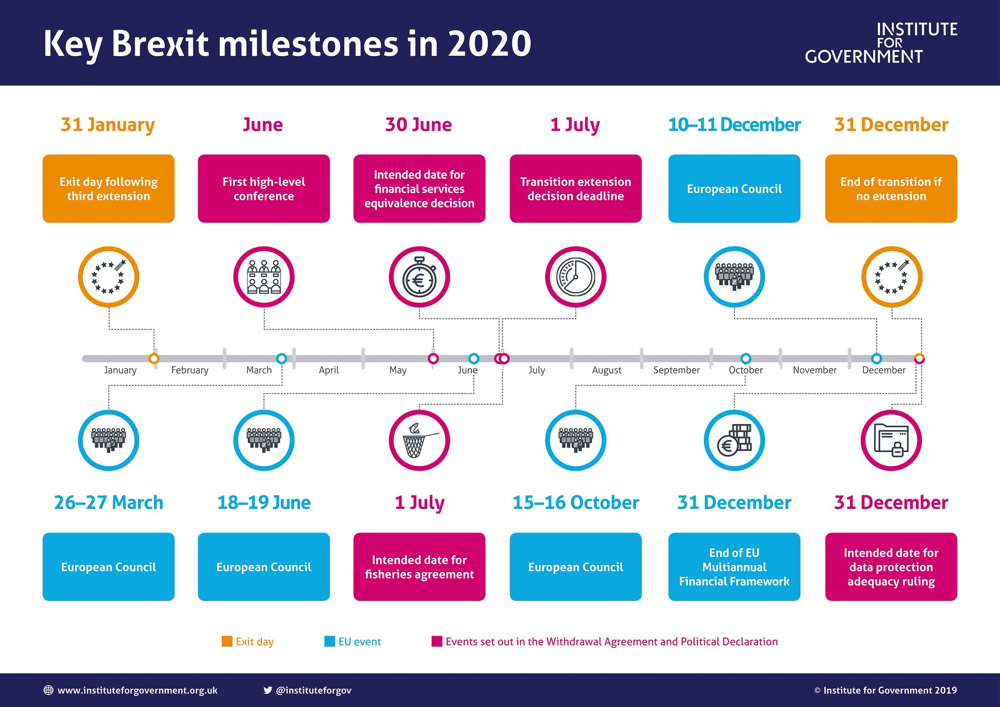 Key Brexit milestones in 2020
INSTITUTE
FOR
GOVERNMENT
31 January
June
30 June
1 July
10–11 December
31 December
Exit day following
third extension
First high-level
conference
Intended date for
financial services
equivalence decision
Transition extension
decision deadline
European Council
End of transition if
no extension
January
February
March
April
May
June
July
August
September
October
November
December
26–27 March
18–19 June
1 July
15–16 October
31 December
31 December
European Council
European Council
Intended date for
fisheries agreement
European Council
End of EU
Multiannual
Financial Framework
Intended date for
data protection
adequacy ruling
Exit day
EU event
Events set out in the Withdrawal Agreement and Political Declaration
www.instituteforgovernment.org.uk
@instituteforgov
© Institute for Government 2019